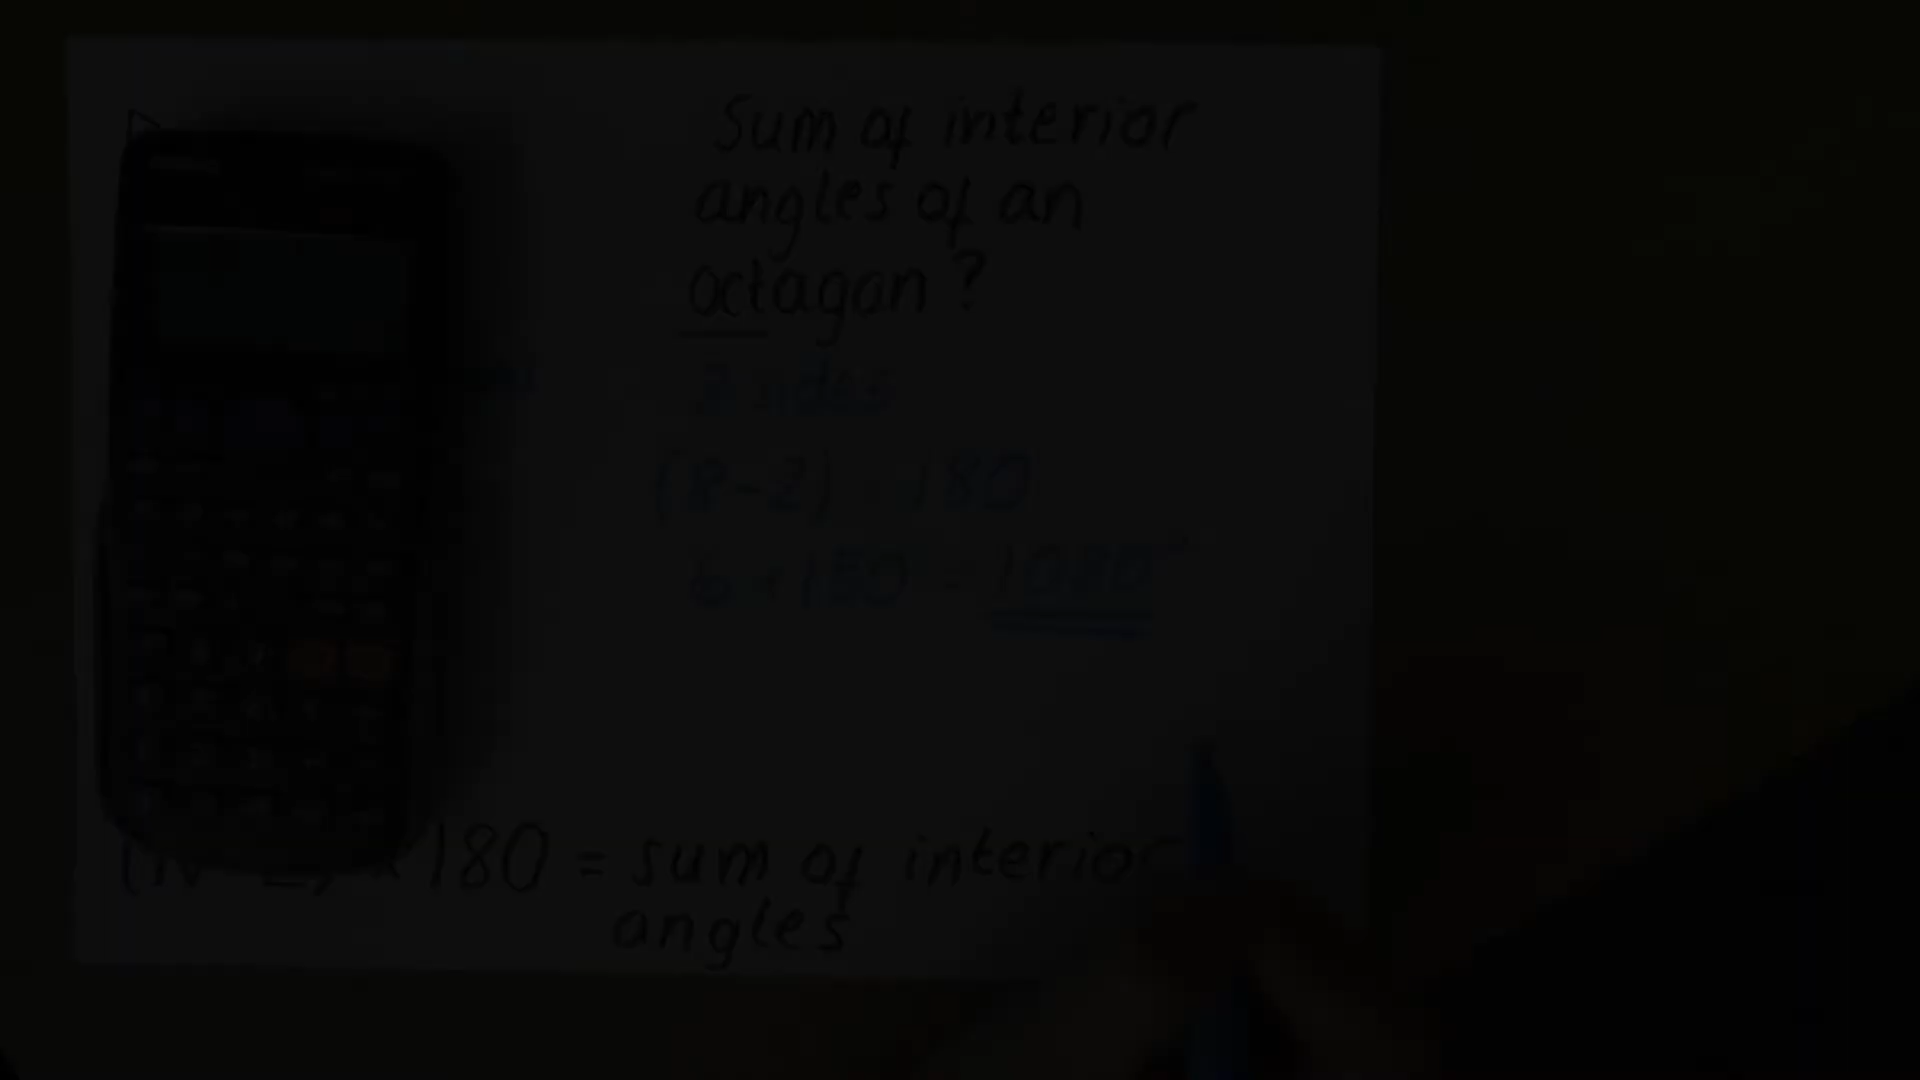 Sum of interior
angles of an
octagon?
8 sides
(8-2) 180
6 × 180 = 1080°
× 180 = sum of interior
angles